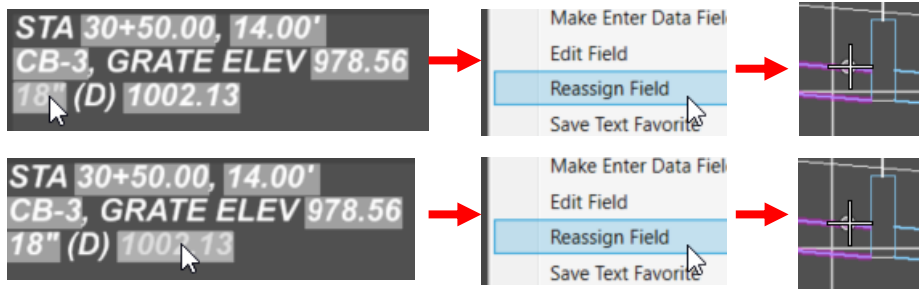 STA 30+50.00, 14.00'
CB-3, GRATE ELEV 978.56
18" (D) 1002.13
Make Enter Data Fiel
Edit Field
Reassign Field
Save Text Favorite
STA 30+50.00, 14.00'
CB-3, GRATE ELEV 978.56
18" (D) 1002.13
Make Enter Data Fiel
Edit Field
Reassign Field
Save Text Favorite